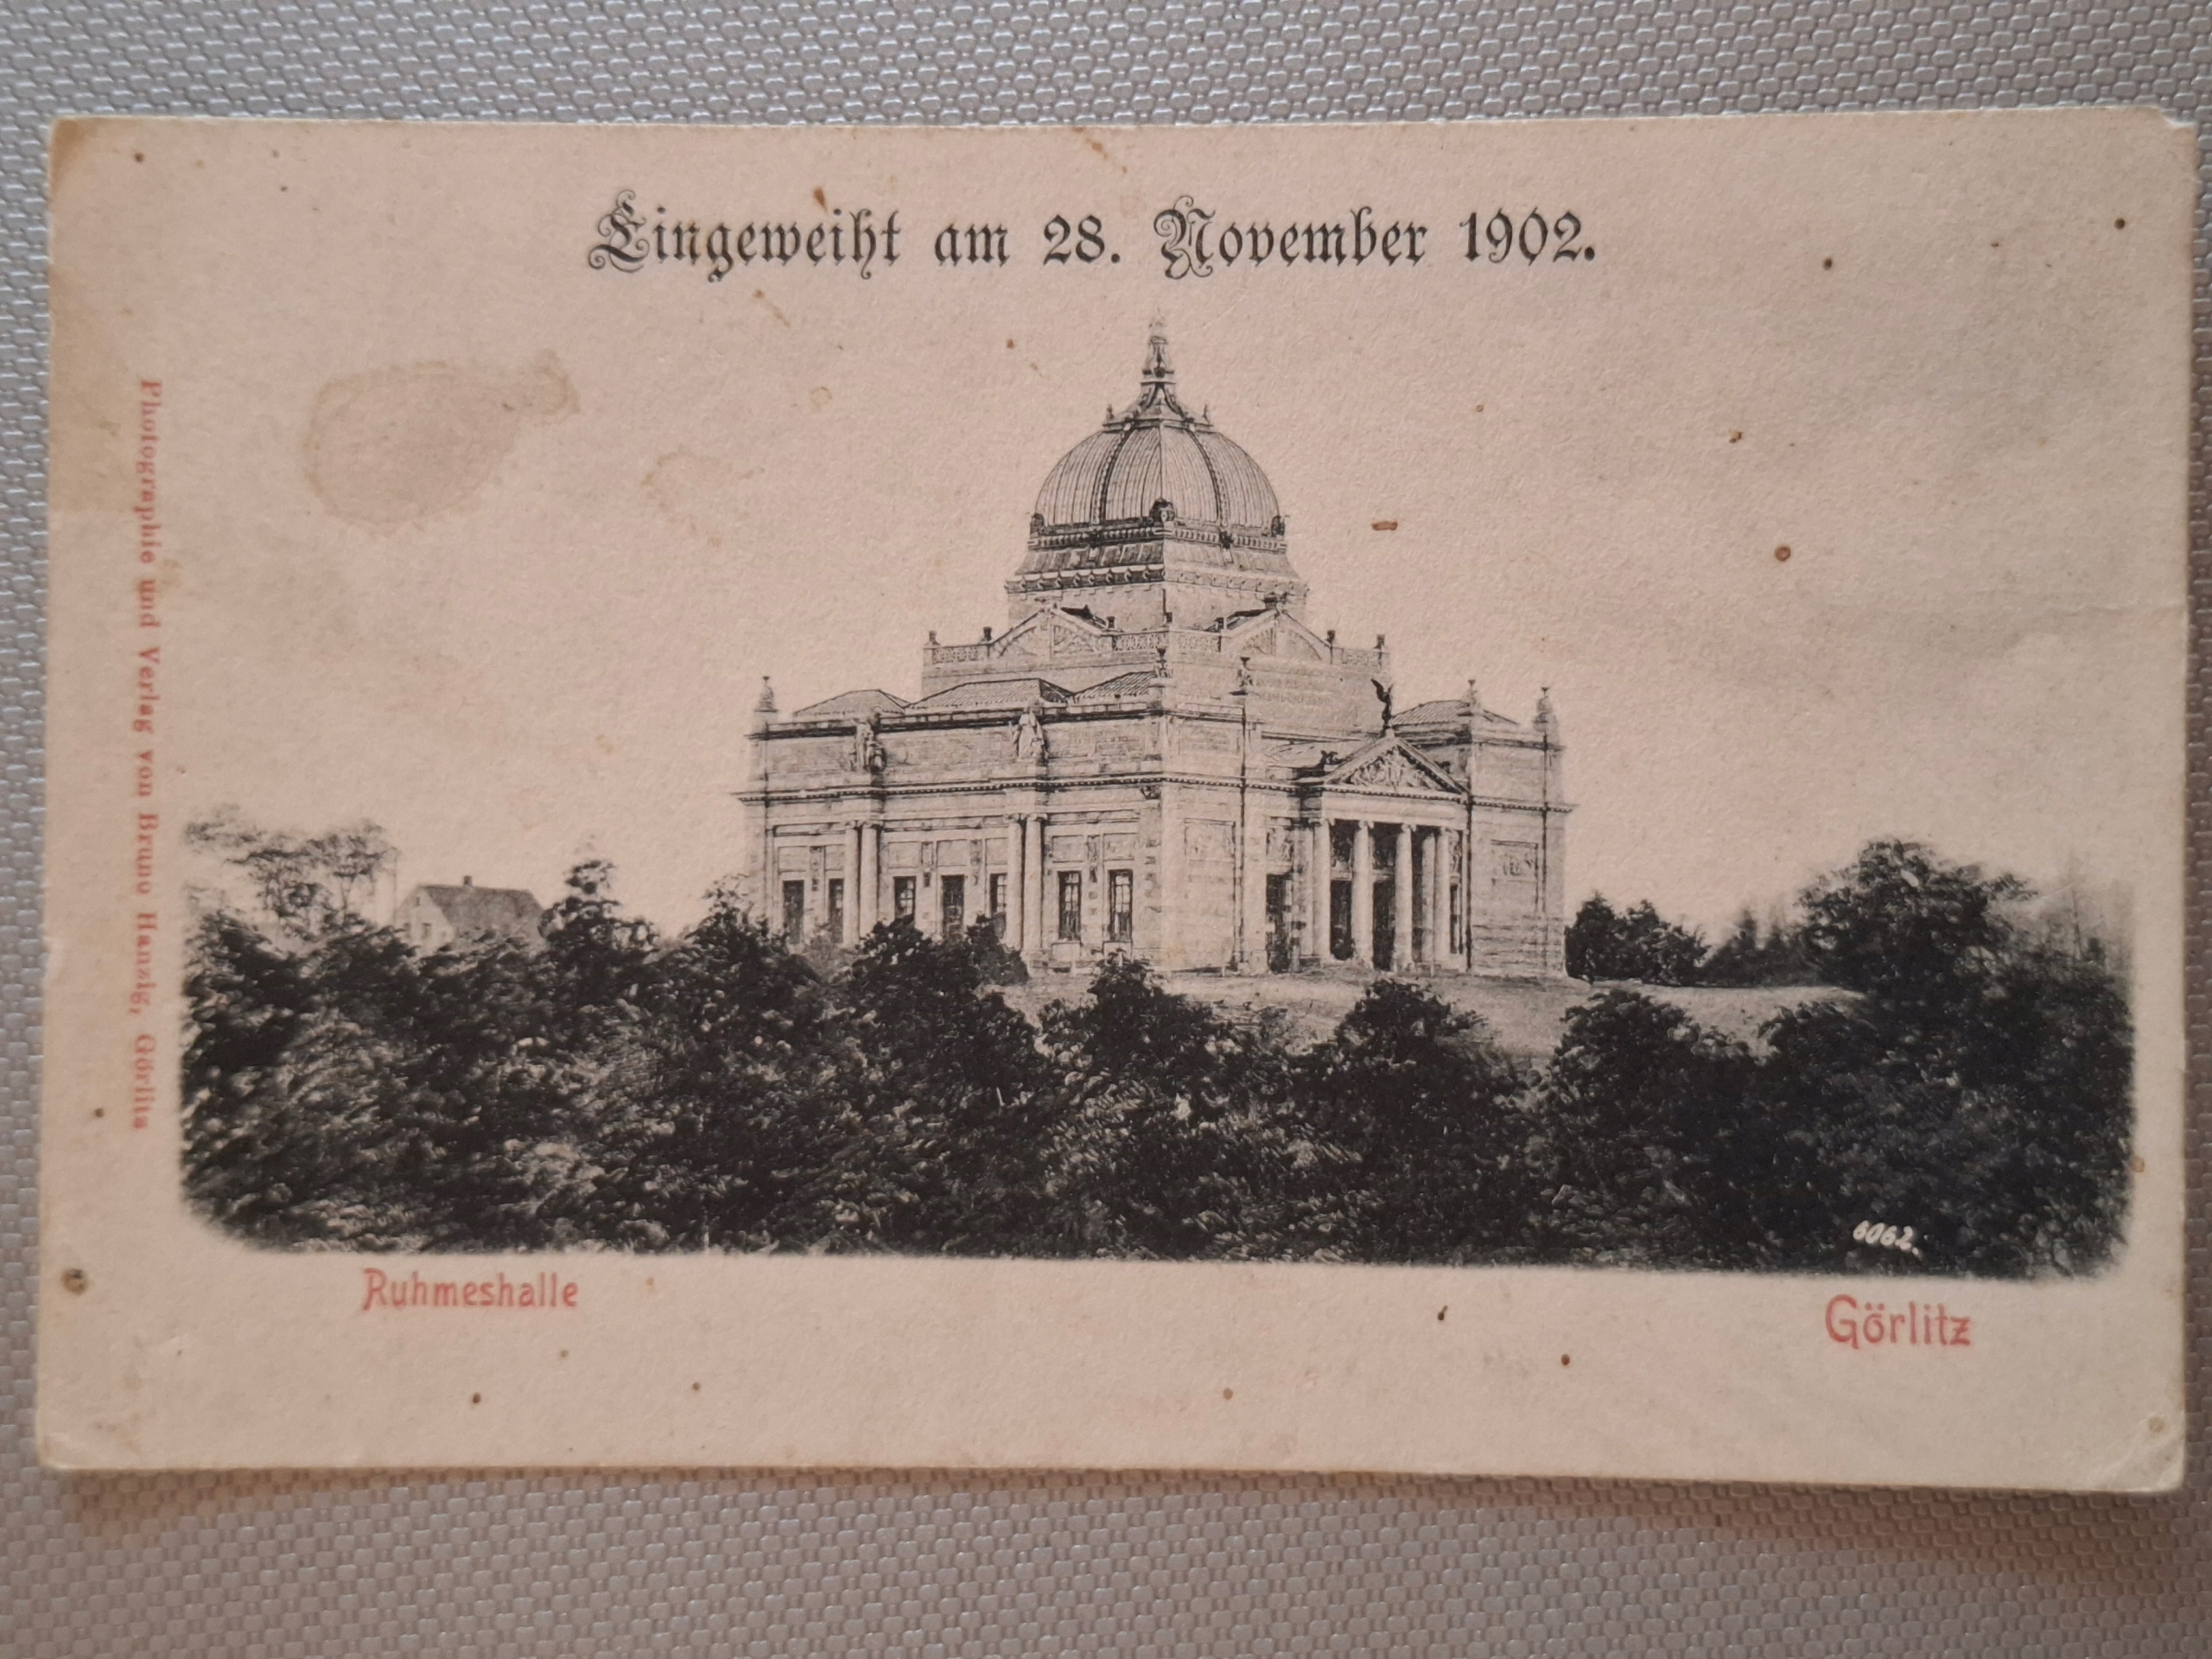 Eingeweiht am 28. November 1902.
Photographie und Verlag von Bruno Hanzig, Görlitz
6062.
Ruhmeshalle
Görlitz